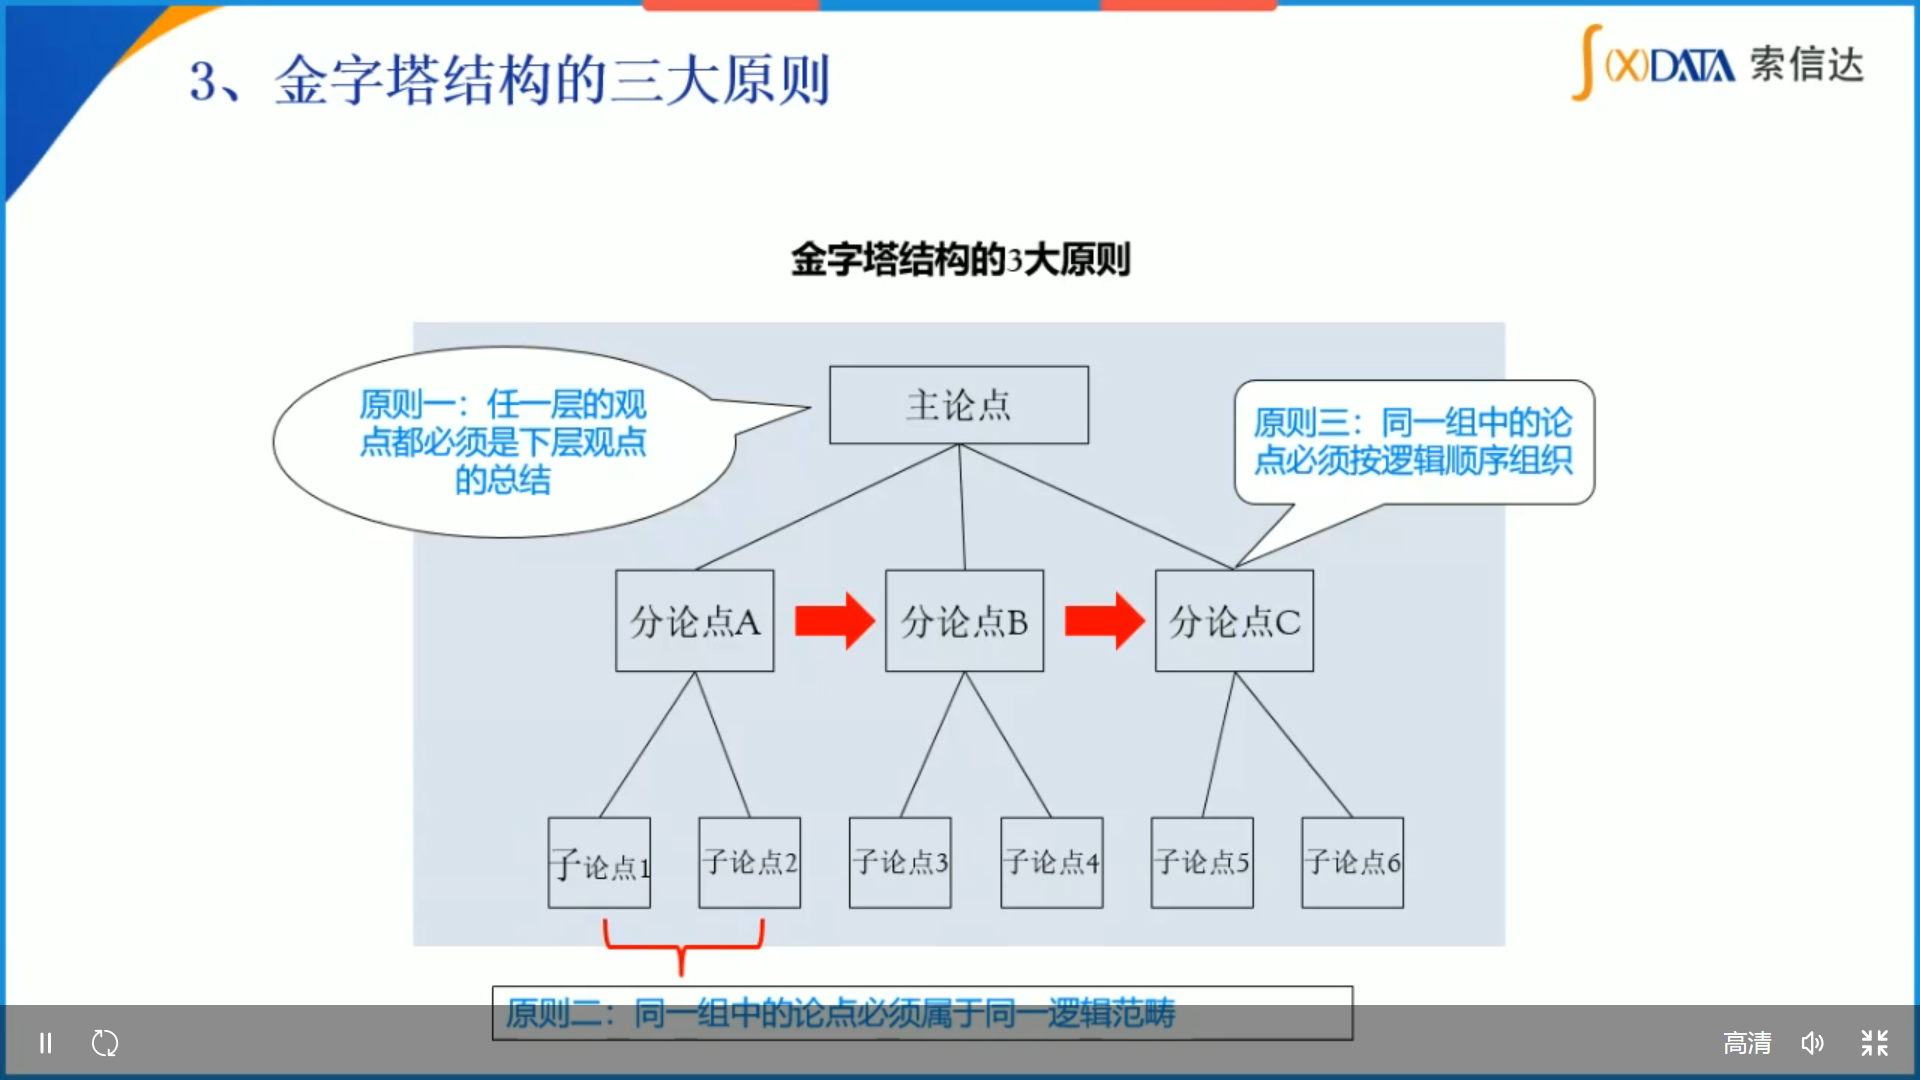 3、金字塔结构的三大原则
∫(X)DATA 索信达
金字塔结构的3大原则
原则一：任一层的观
点都必须是下层观点
的总结
主论点
原则三：同一组中的论
点必须按逻辑顺序组织
分论点A
分论点B
分论点C
子论点1
子论点2
子论点3
子论点4
子论点5
子论点6
原则二：同一组中的论点必须属于同一逻辑范畴
高清